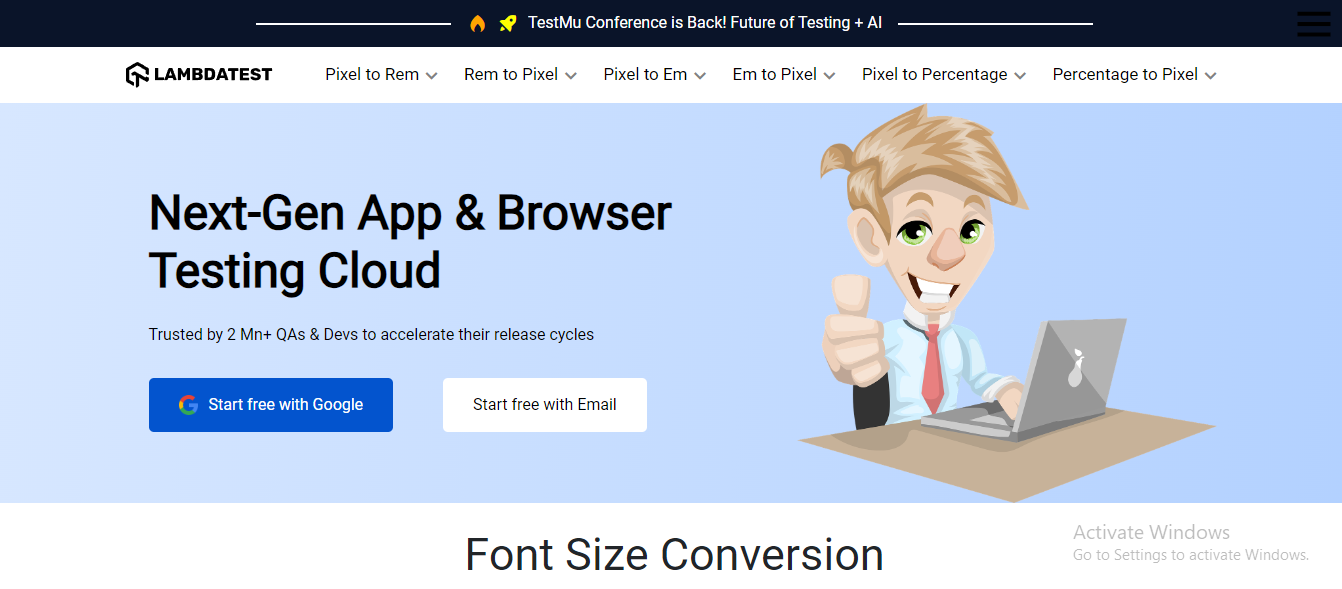 TestMu Conference is Back! Future of Testing + AI
LAMBDATEST
Pixel to Rem
Rem to Pixel
Pixel to Em
Em to Pixel
Pixel to Percentage
Percentage to Pixel
Next-Gen App & Browser
Testing Cloud
Trusted by 2 Mn+ QAs & Devs to accelerate their release cycles
Start free with Google
Start free with Email
Font Size Conversion
Activate Windows
Go to Settings to activate Windows.